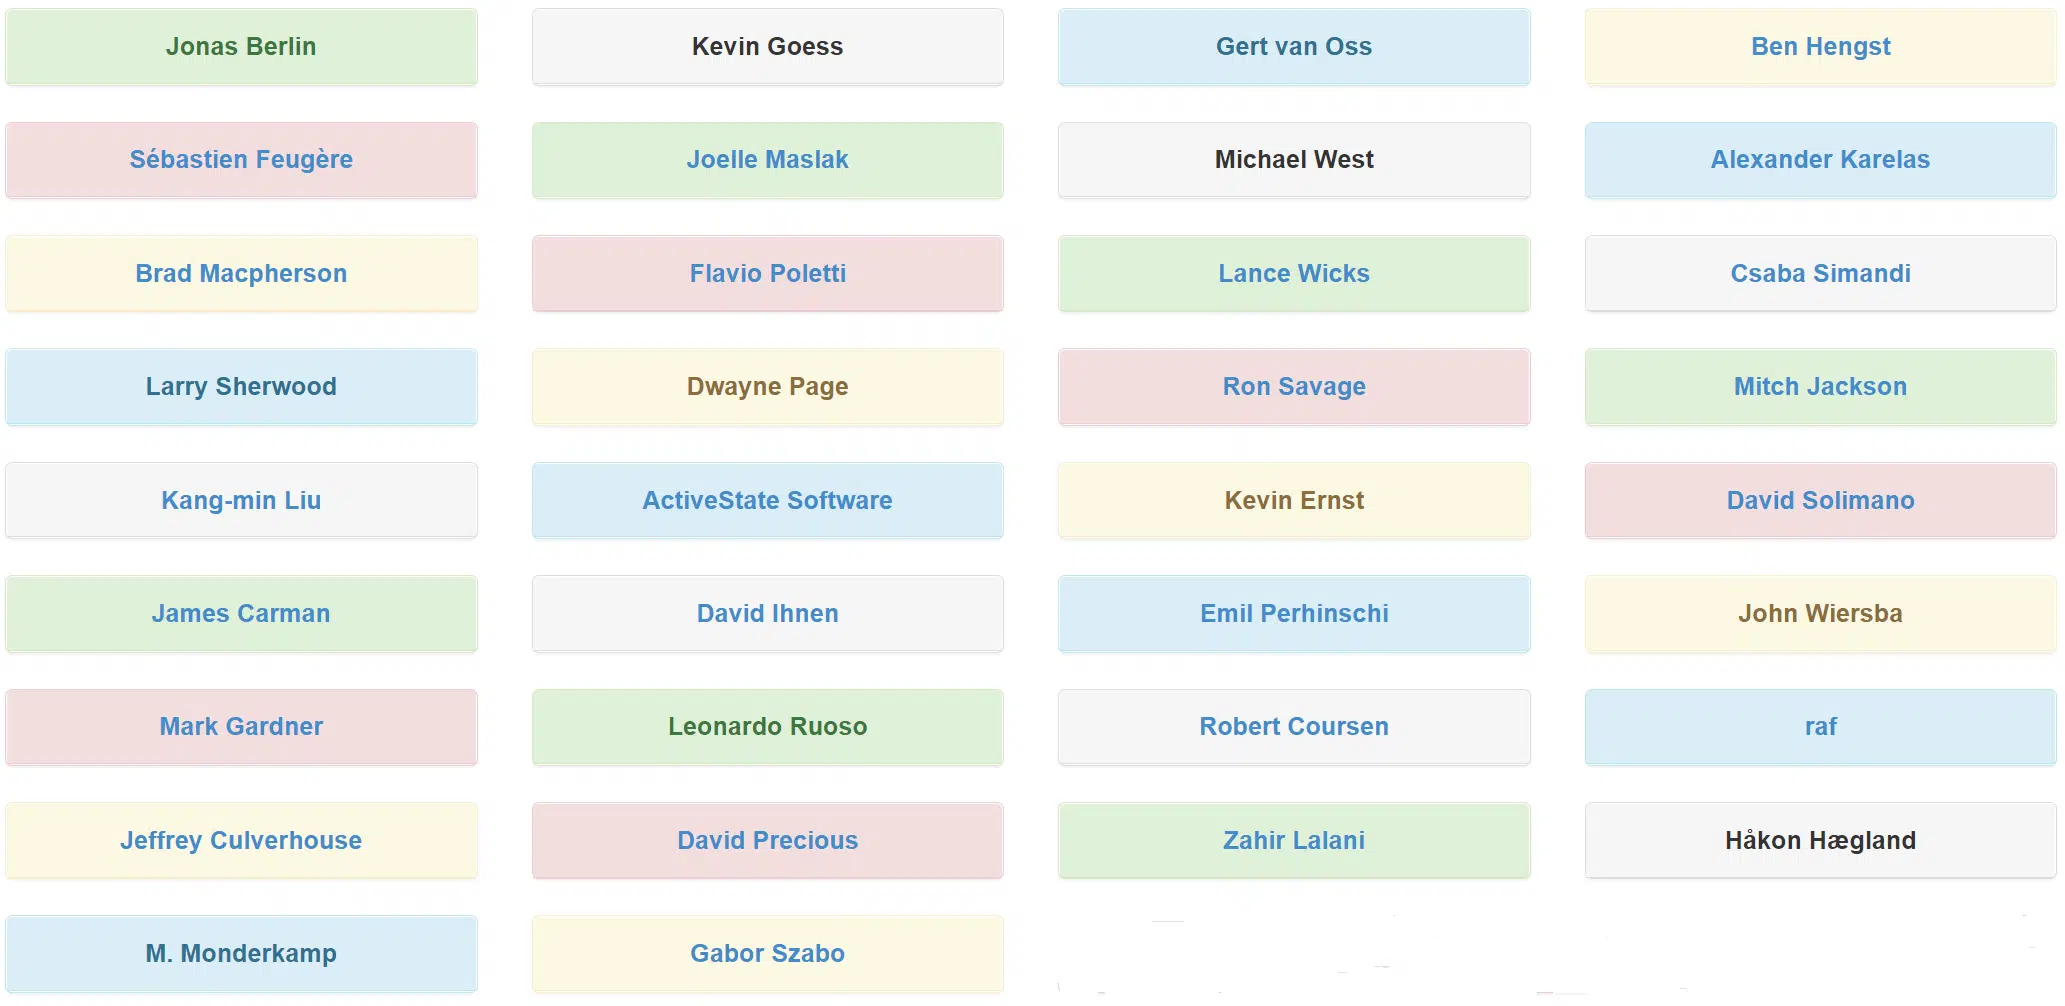 Jonas Berlin
Kevin Goess
Gert van Oss
Ben Hengst
Sébastien Feugère
Joelle Maslak
Michael West
Alexander Karelas
Brad Macpherson
Flavio Poletti
Lance Wicks
Csaba Simandi
Larry Sherwood
Dwayne Page
Ron Savage
Mitch Jackson
Kang-min Liu
ActiveState Software
Kevin Ernst
David Solimano
James Carman
David Ihnen
Emil Perhinschi
John Wiersba
Mark Gardner
Leonardo Ruoso
Robert Coursen
raf
Jeffrey Culverhouse
David Precious
Zahir Lalani
Håkon Hægland
M. Monderkamp
Gabor Szabo